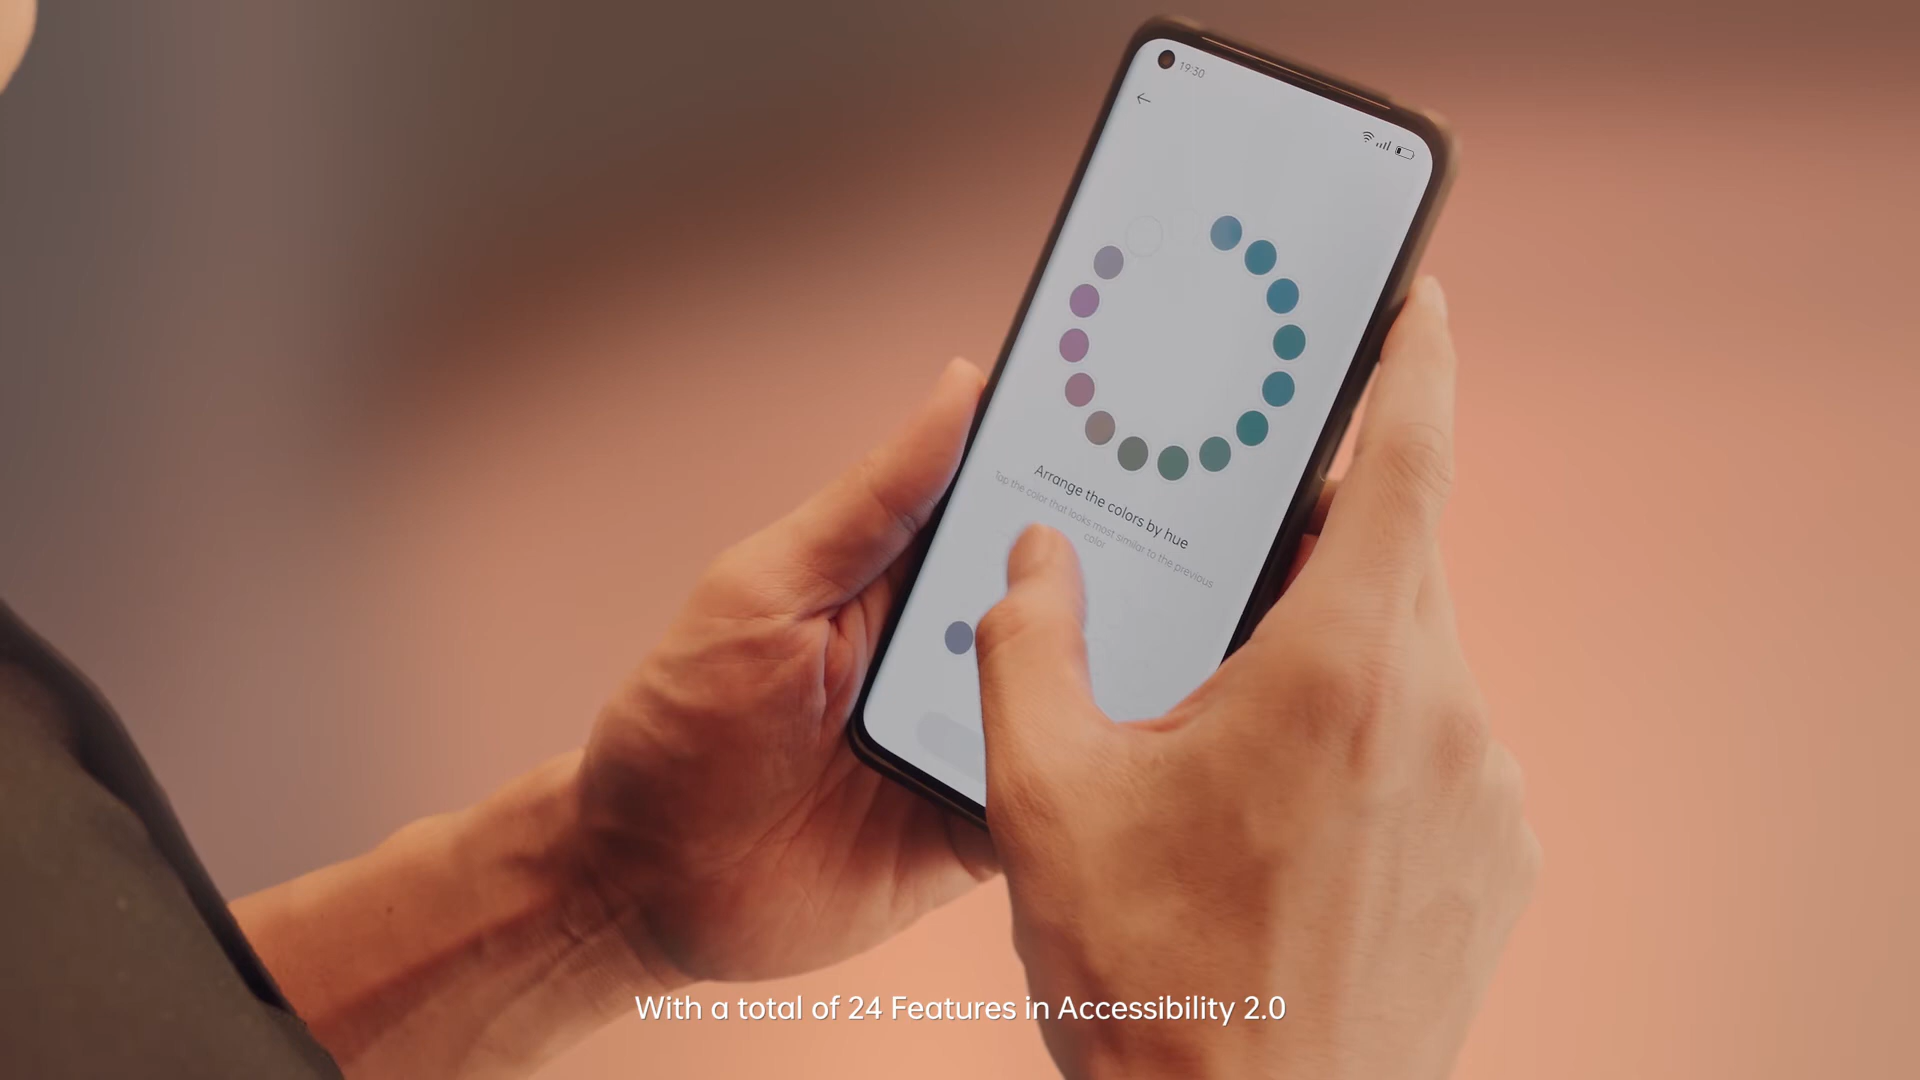 19:30
Arrange the colors by hue
Tap the color that looks most similar to the previous
color
With a total of 24 Features in Accessibility 2.0